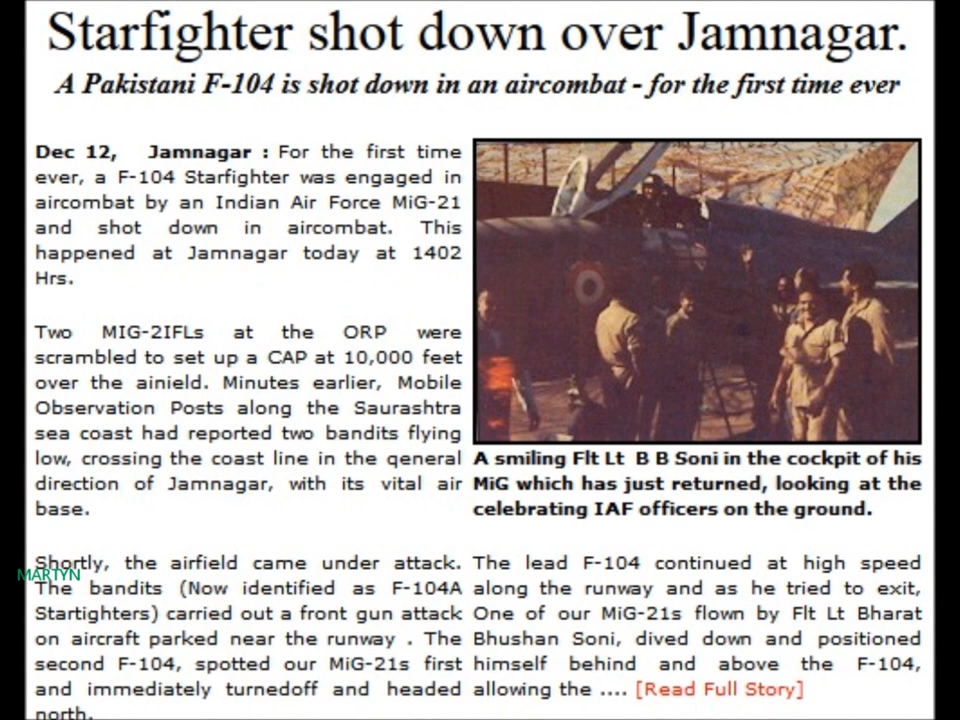 Starfighter shot down over Jamnagar.
A Pakistani F-104 is shot down in an aircombat - for the first time ever
Dec 12, Jamnagar : For the first time
ever, a F-104 Starfighter was engaged in
aircombat by an Indian Air Force MiG-21
and shot down in aircombat. This
happened at Jamnagar today at 1402
Hrs.
Two MIG-2IFLs at the ORP were
scrambled to set up a CAP at 10,000 feet
over the ainield. Minutes earlier, Mobile
Observation Posts along the Saurashtra
sea coast had reported two bandits flying
low, crossing the coast line in the qeneral
direction of Jamnagar, with its vital air
base.
Shortly, the airfield came under attack.
The bandits (Now identified as F-104A
Startighters) carried out a front gun attack
on aircraft parked near the runway . The
second F-104, spotted our MiG-21s first
and immediately turnedoff and headed
north.
A smiling Flt Lt B B Soni in the cockpit of his
MiG which has just returned, looking at the
celebrating IAF officers on the ground.
The lead F-104 continued at high speed
along the runway and as he tried to exit,
One of our MiG-21s flown by Flt Lt Bharat
Bhushan Soni, dived down and positioned
himself behind and above the F-104,
allowing the .... [Read Full Story]
MARTYN